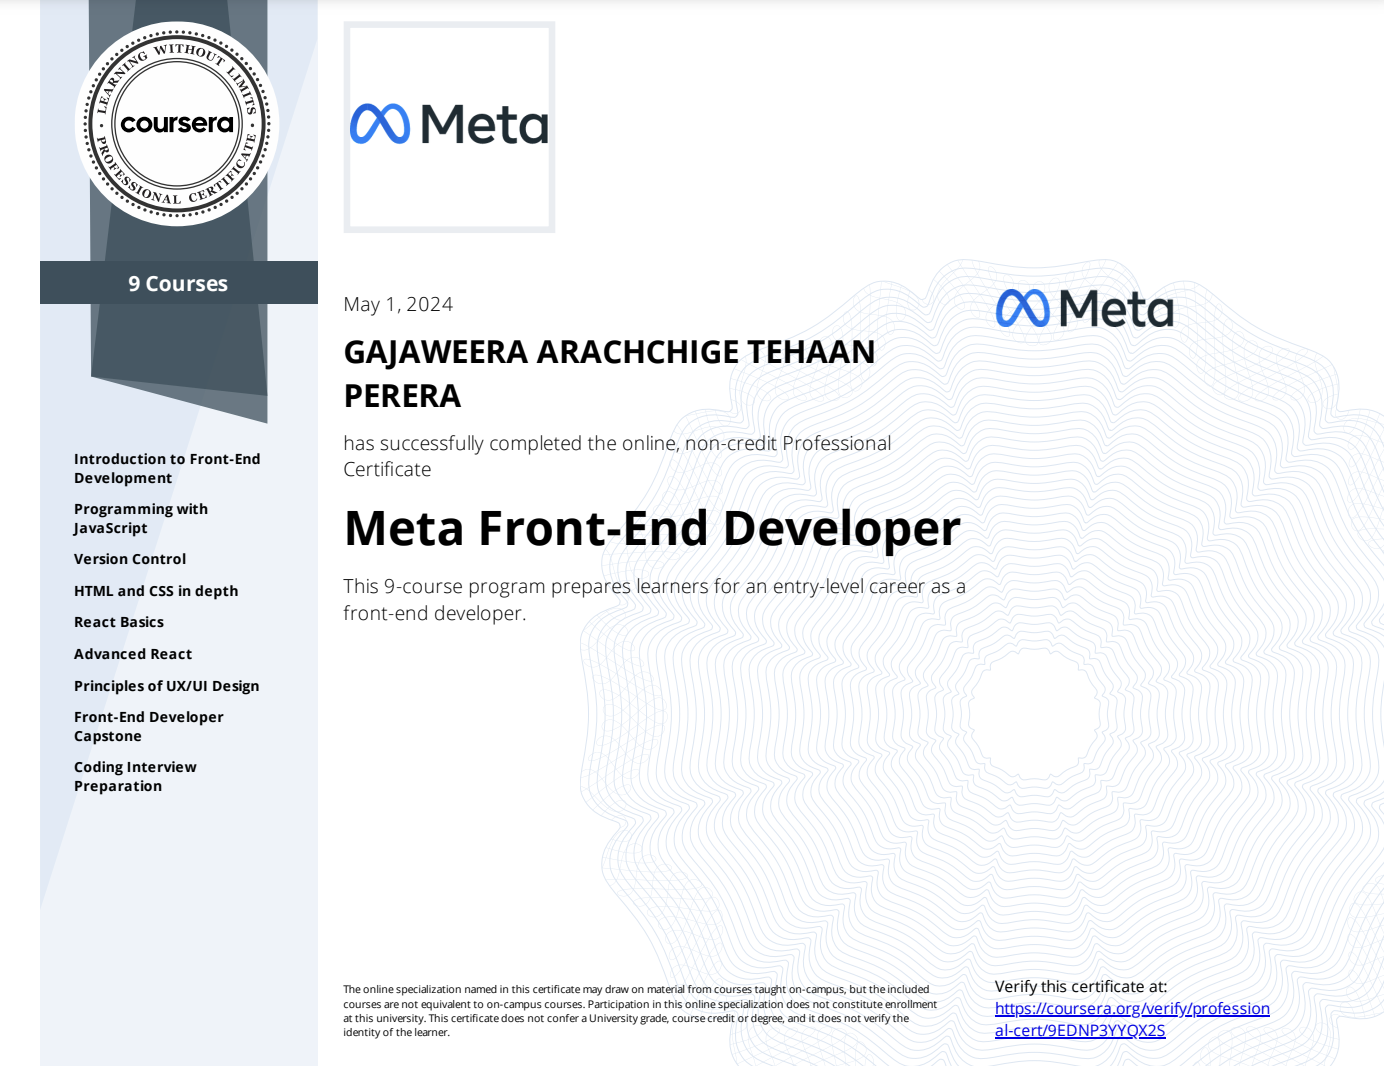 LEARNING WITHOUT LIMITS
coursera
PROFESSIONAL CERTIFICATE
9 Courses
Introduction to Front-End
Development
Programming with
JavaScript
Version Control
HTML and CSS in depth
React Basics
Advanced React
Principles of UX/UI Design
Front-End Developer
Capstone
Coding Interview
Preparation
Meta
May 1, 2024
GAJAWEERA ARACHCHIGE TEHAAN
PERERA
has successfully completed the online, non-credit Professional
Certificate
Meta Front-End Developer
This 9-course program prepares learners for an entry-level career as a
front-end developer.
Meta
The online specialization named in this certificate may draw on material from courses taught on-campus, but the included
courses are not equivalent to on-campus courses. Participation in this online specialization does not constitute enrollment
at this university. This certificate does not confer a University grade, course credit or degree, and it does not verify the
identity of the learner.
Verify this certificate at:
https://coursera.org/verify/profession
al-cert/9EDNP3YYQX2S